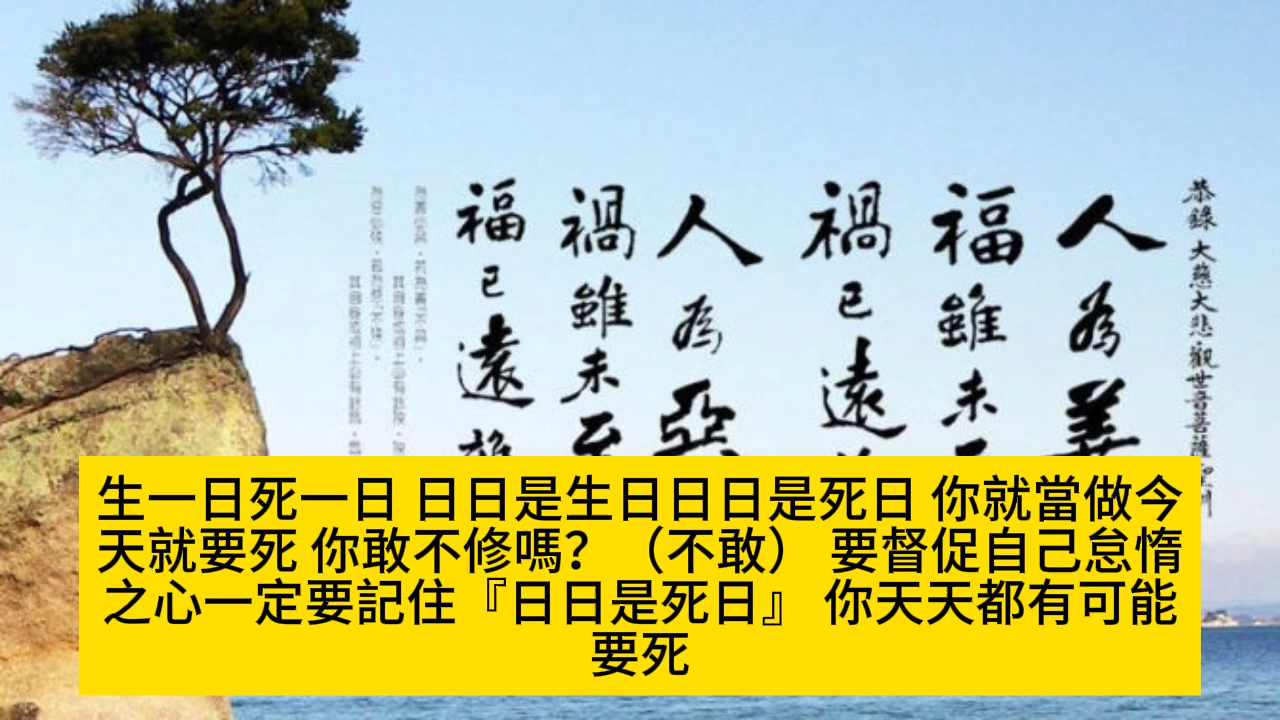 恭錄 大慈大悲觀世音菩薩
人為善
福雖未
禍已遠
人為惡
禍雖未至
福已遠
生一日死一日 日日是生日日日是死日 你就當做今
天就要死 你敢不修嗎？（不敢） 要督促自己怠惰
之心一定要記住『日日是死日』 你天天都有可能
要死